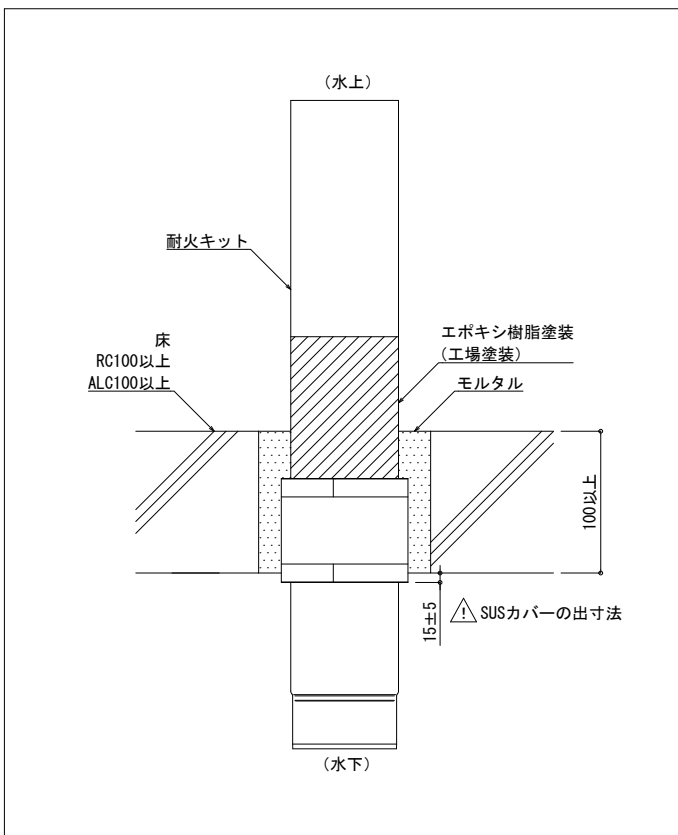 (水上)
耐火キット
床
RC100以上
ALC100以上
エポキシ樹脂塗装
(工場塗装)
モルタル
100以上
15±5
SUSカバーの出寸法
(水下)